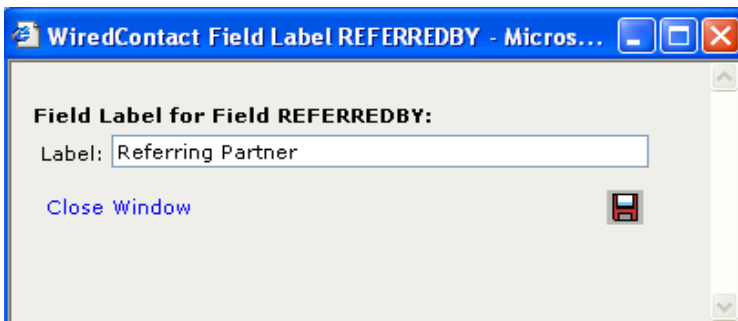 WiredContact Field Label REFERREDBY - Micros...
Field Label for Field REFERREDBY:
Label: Referring Partner
Close Window